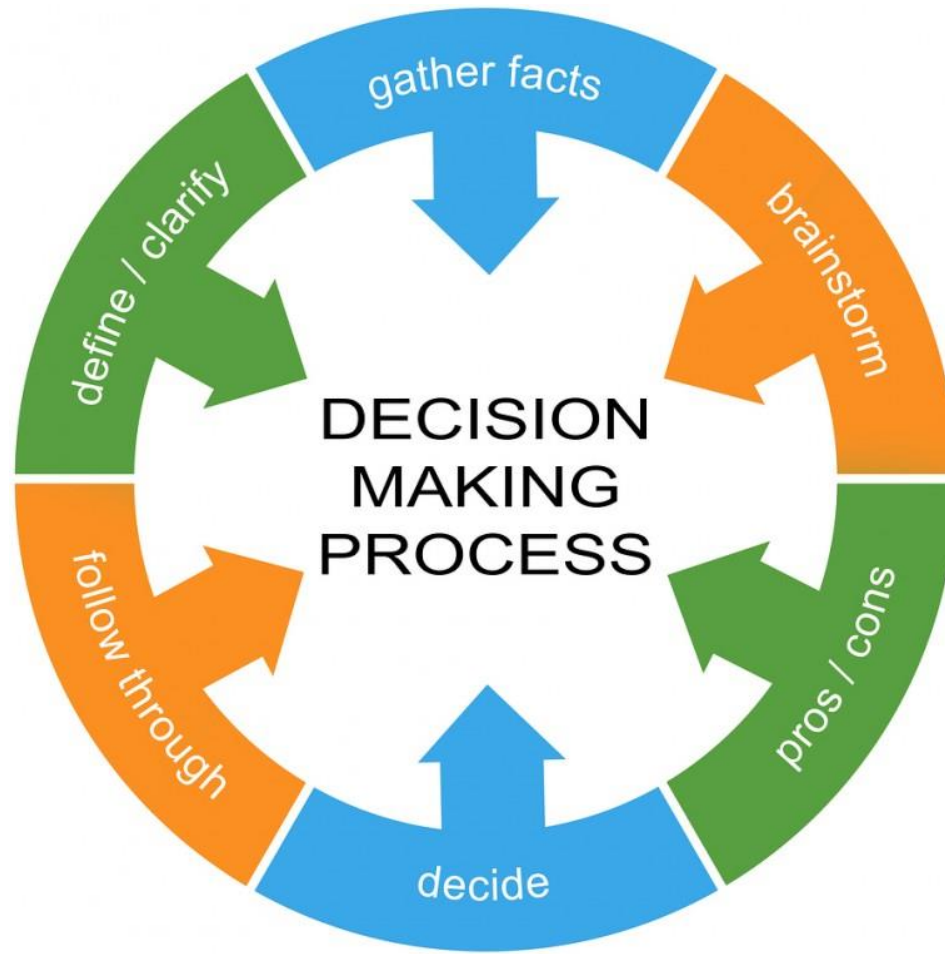 gather facts
brainstorm
pros / cons
decide
follow through
define / clarify
DECISION
MAKING
PROCESS